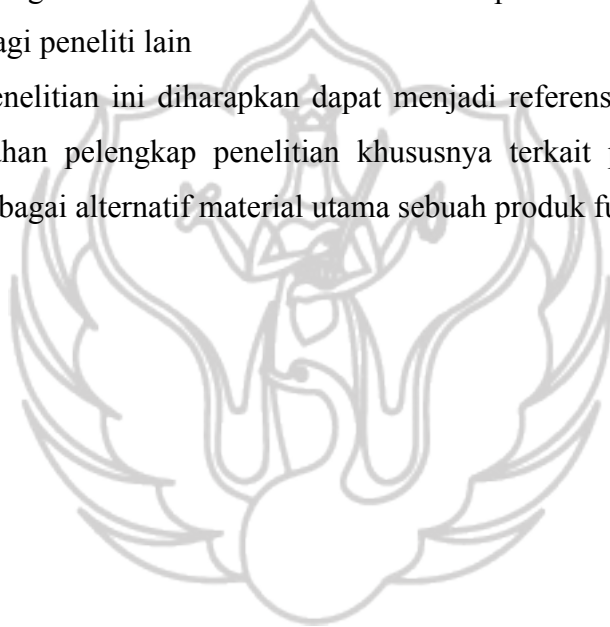 agi peneliti lain
enelitian ini diharapkan dapat menjadi referens
ahan pelengkap penelitian khususnya terkait p
bagai alternatif material utama sebuah produk fu